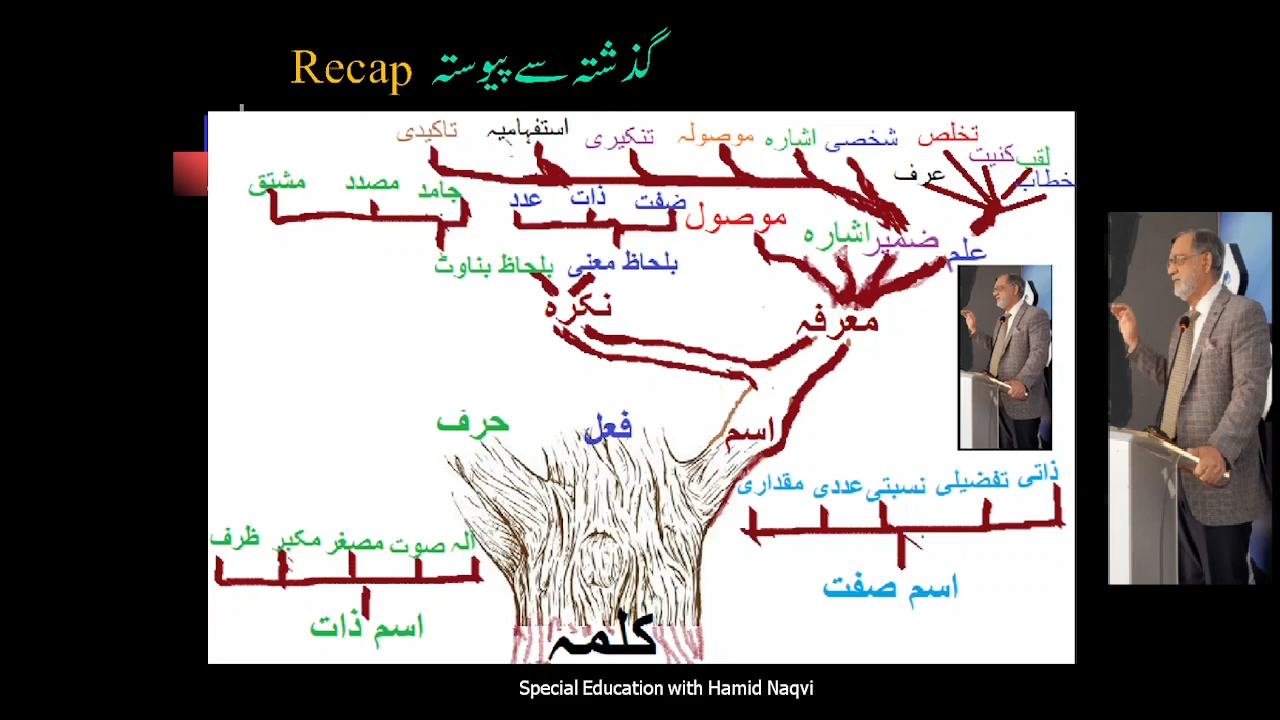 Recap گذشتہ سے پیوستہ
تخلص شخصی اشارہ موصولہ تنکیری استفہامیہ تاکیدی
لقب کنیت
خطاب عرف
جامد مصدد مشتق
صفت ذات عدد
علم ضمیر اشارہ موصول
بلحاظ معنی بلحاظ بناوٹ
معرفہ نکرہ
اسم فعل حرف
ذاتی تفضیلی نسبتی عددی مقداری
آلہ صوت مصغر مکبر ظرف
اسم صفت
اسم ذات
کلمہ
Special Education with Hamid Naqvi